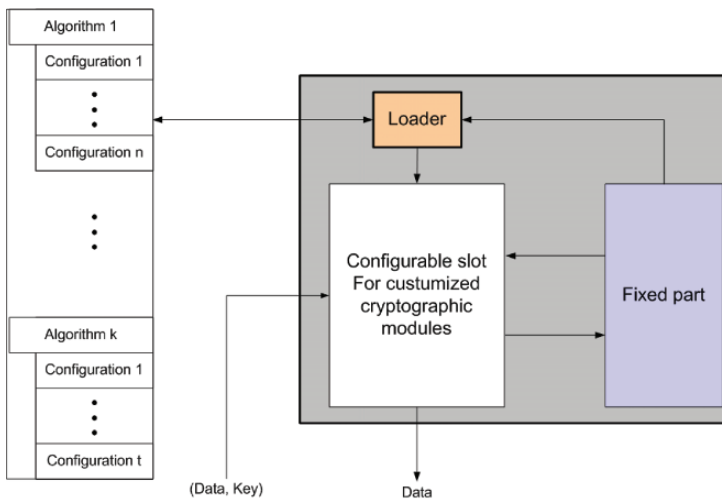 Algorithm 1
Configuration 1
Configuration n
Algorithm k
Configuration 1
Configuration t
Loader
Configurable slot
For custumized
cryptographic
modules
Fixed part
(Data, Key)
Data